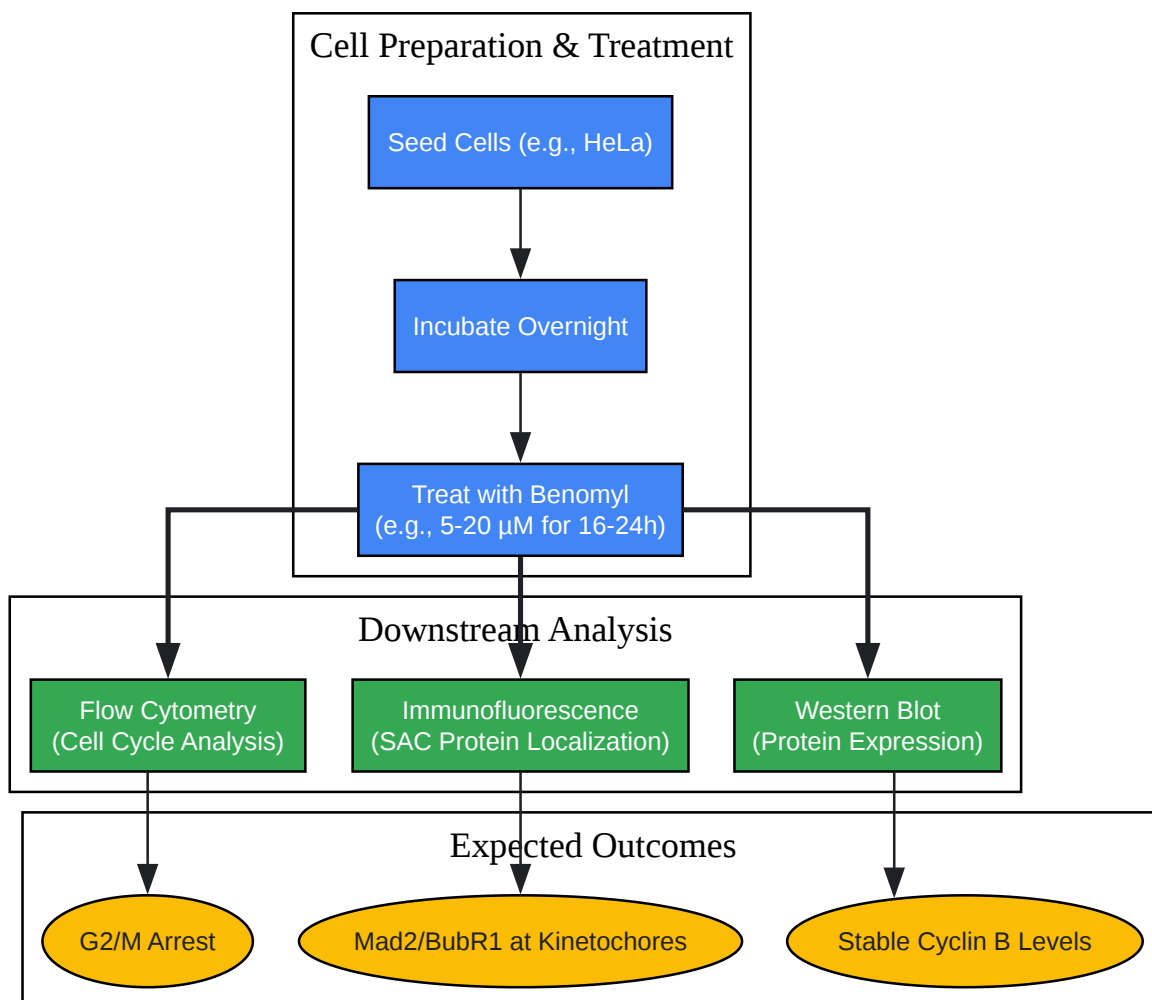 Cell Preparation & Treatment
Seed Cells (e.g., HeLa)
Incubate Overnight
Treat with Benomyl
(e.g., 5-20 µM for 16-24h)
Downstream Analysis
Flow Cytometry
(Cell Cycle Analysis)
Immunofluorescence
(SAC Protein Localization)
Western Blot
(Protein Expression)
Expected Outcomes
G2/M Arrest
Mad2/BubR1 at Kinetochores
Stable Cyclin B Levels